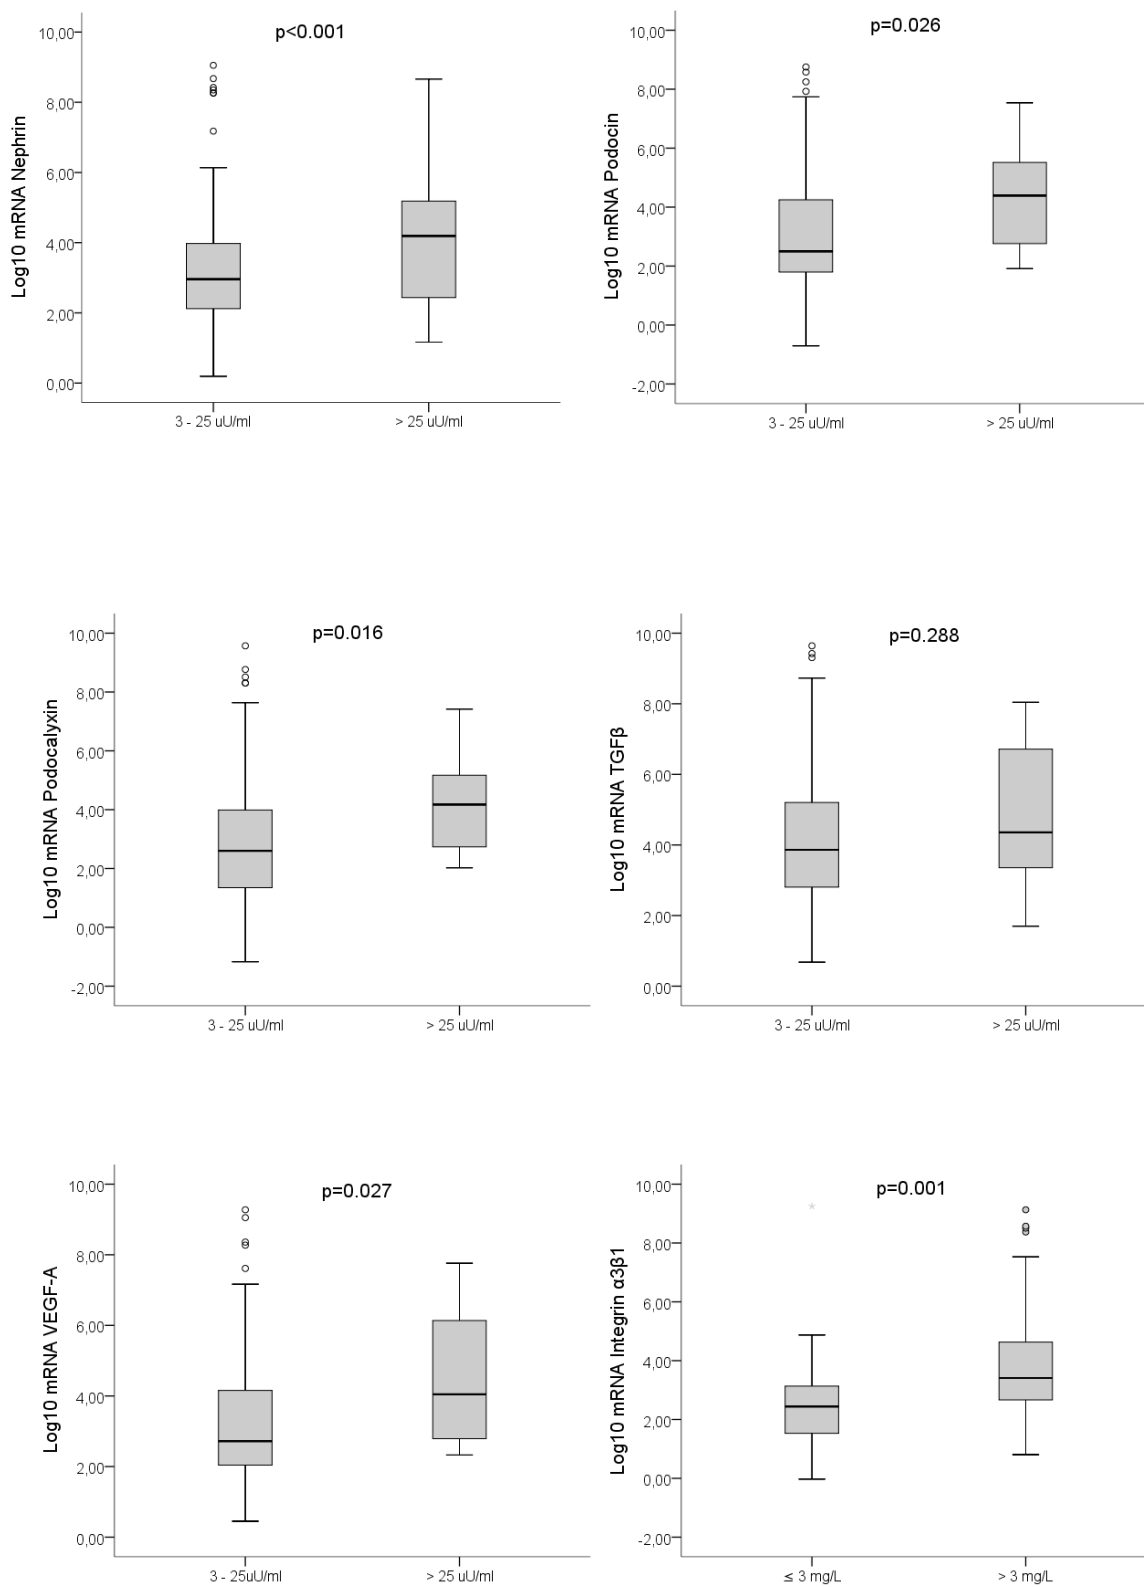 p<0.001
Log10 mRNA Nephrin
10,00
8,00
6,00
4,00
2,00
0,00
3 - 25 uU/ml
> 25 uU/ml
p=0.026
Log10 mRNA Podocin
10,00
8,00
6,00
4,00
2,00
0,00
-2,00
3 - 25 uU/ml
> 25 uU/ml
p=0.016
Log10 mRNA Podocalyxin
10,00
8,00
6,00
4,00
2,00
0,00
-2,00
3 - 25 uU/ml
> 25 uU/ml
p=0.288
Log10 mRNA TGFβ
10,00
8,00
6,00
4,00
2,00
0,00
3 - 25 uU/ml
> 25 uU/ml
p=0.027
Log10 mRNA VEGF-A
10,00
8,00
6,00
4,00
2,00
0,00
3 - 25uU/ml
> 25 uU/ml
p=0.001
Log10 mRNA Integrin α3β1
10,00
8,00
6,00
4,00
2,00
0,00
-2,00
≤ 3 mg/L
> 3 mg/L